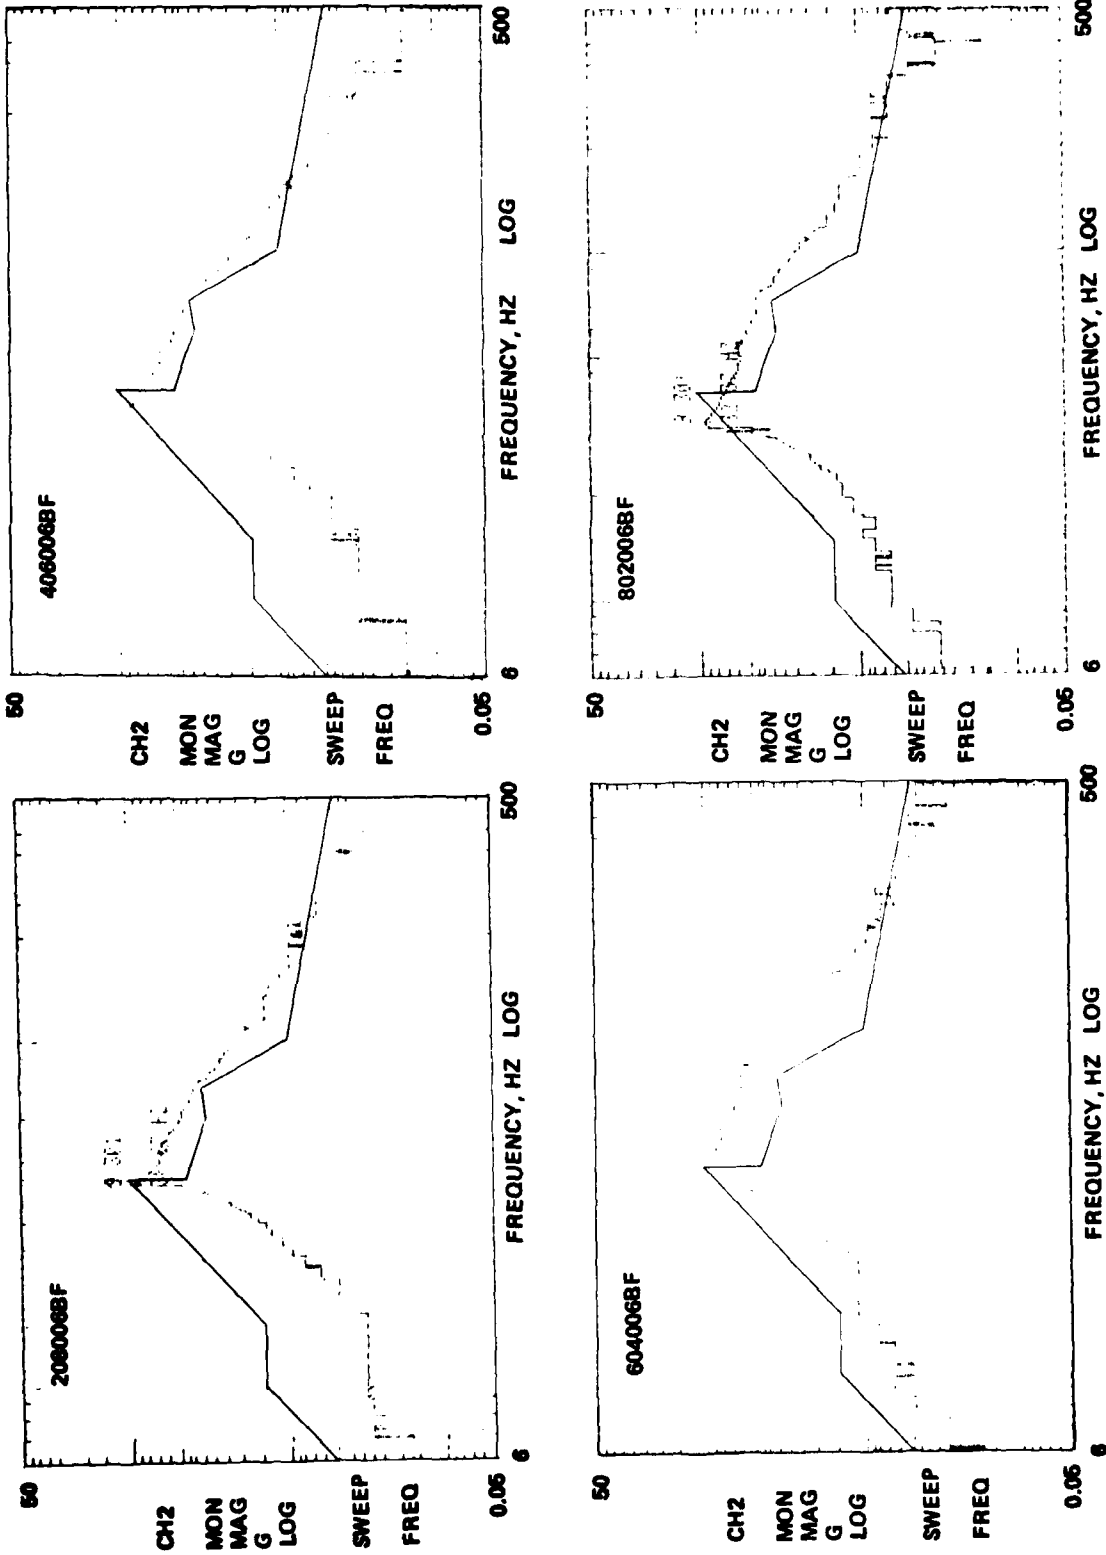 50
208006BF
CH2
MON
MAG
G
LOG
SWEEP
FREQ
0.05
6
FREQUENCY, HZ LOG
500
50
406006BF
CH2
MON
MAG
G
LOG
SWEEP
FREQ
0.05
6
FREQUENCY, HZ LOG
500
50
604006BF
CH2
MON
MAG
G
LOG
SWEEP
FREQ
0.05
6
FREQUENCY, HZ LOG
500
50
802006BF
CH2
MON
MAG
G
LOG
SWEEP
FREQ
0.05
6
FREQUENCY, HZ LOG
500